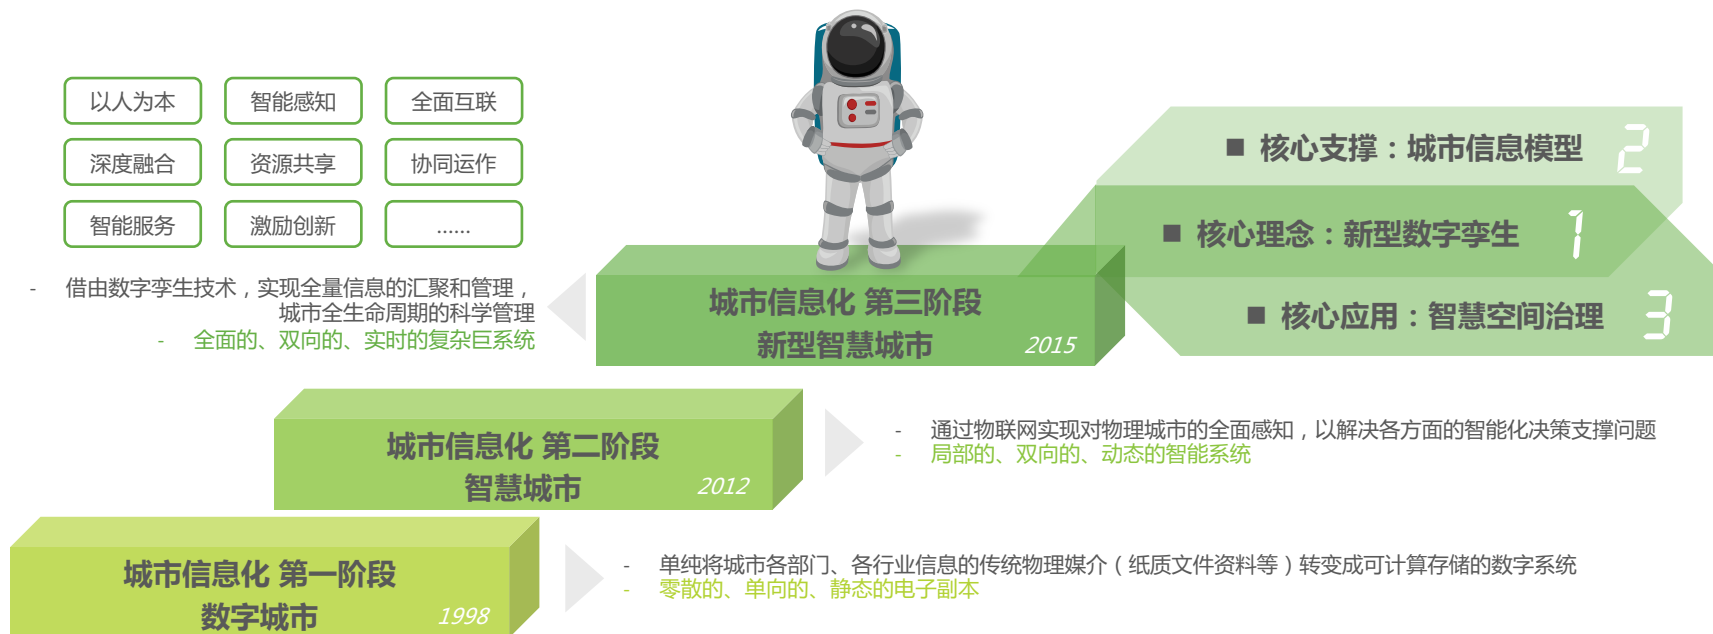 以人为本 智能感知 全面互联
深度融合 资源共享 协同运作
智能服务 激励创新 ......
- 借由数字孪生技术，实现全量信息的汇聚和管理，
城市全生命周期的科学管理
- 全面的、双向的、实时的复杂巨系统
■ 核心支撑：城市信息模型 2
■ 核心理念：新型数字孪生 1
■ 核心应用：智慧空间治理 3
城市信息化 第三阶段
新型智慧城市 2015
城市信息化 第二阶段
智慧城市 2012
- 通过物联网实现对物理城市的全面感知，以解决各方面的智能化决策支撑问题
- 局部的、双向的、动态的智能系统
城市信息化 第一阶段
数字城市 1998
- 单纯将城市各部门、各行业信息的传统物理媒介（纸质文件资料等）转变成可计算存储的数字系统
- 零散的、单向的、静态的电子副本